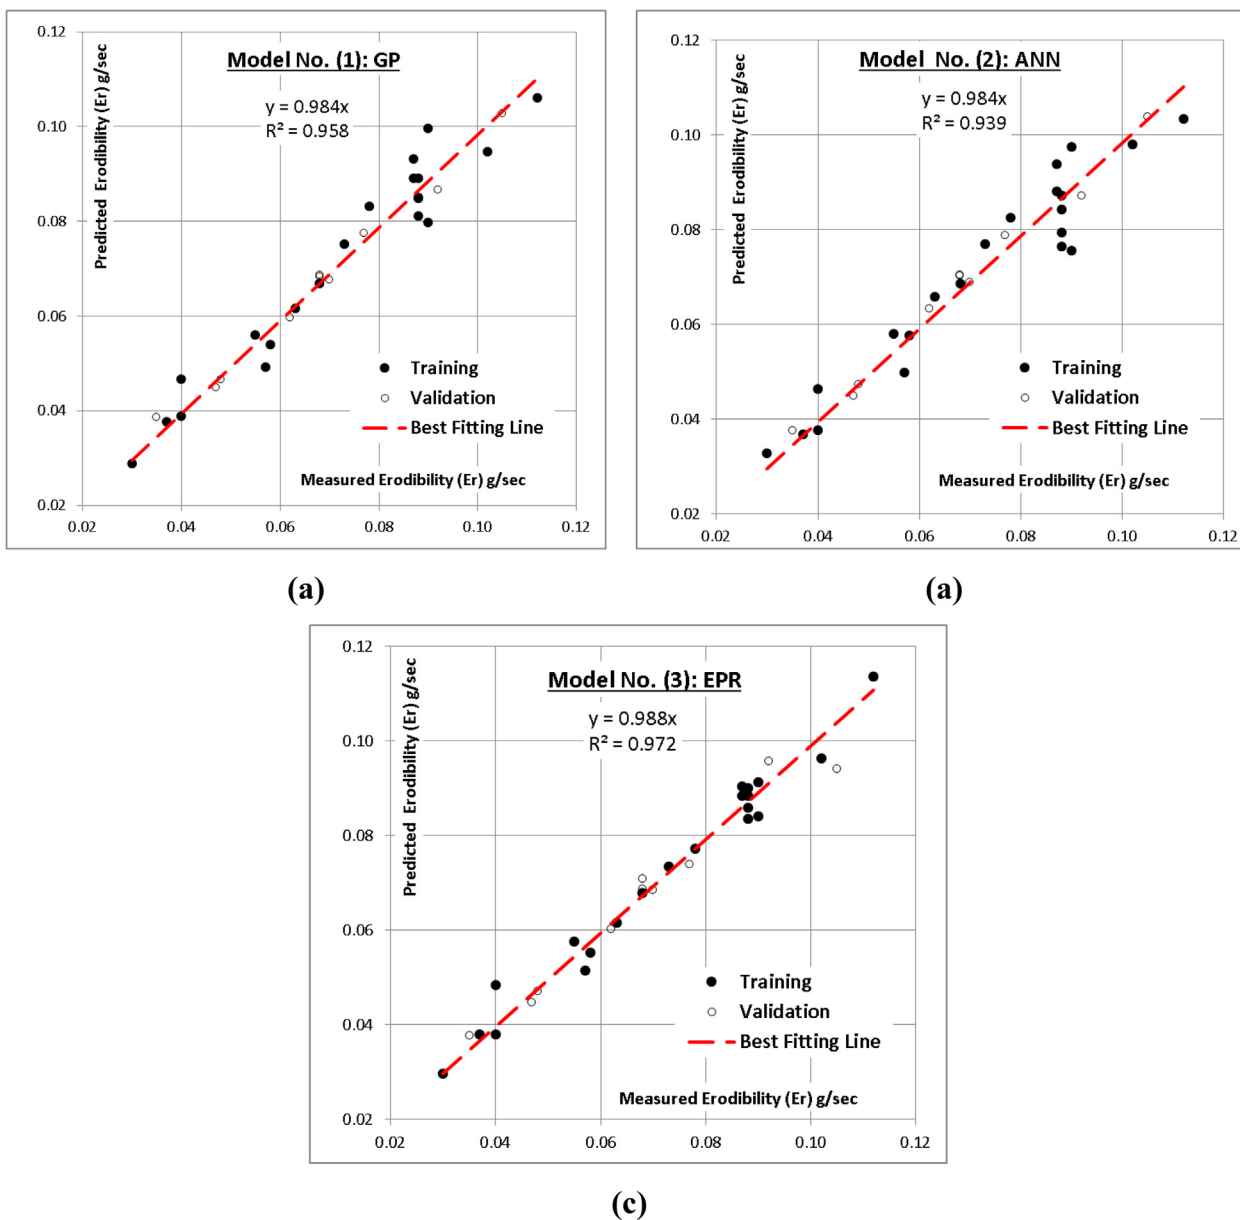 Model No. (1): GP
y = 0.984x
R² = 0.958
Predicted Erodibility (Er) g/sec
0.12
0.10
0.08
0.06
0.04
0.02
Training
Validation
Best Fitting Line
Measured Erodibility (Er) g/sec
0.02 0.04 0.06 0.08 0.10 0.12
(a)
Model No. (2): ANN
y = 0.984x
R² = 0.939
Predicted Erodibility (Er) g/sec
0.12
0.10
0.08
0.06
0.04
0.02
Training
Validation
Best Fitting Line
Measured Erodibility (Er) g/sec
0.02 0.04 0.06 0.08 0.10 0.12
(a)
Model No. (3): EPR
y = 0.988x
R² = 0.972
Predicted Erodibility (Er) g/sec
0.12
0.10
0.08
0.06
0.04
0.02
Training
Validation
Best Fitting Line
Measured Erodibility (Er) g/sec
0.02 0.04 0.06 0.08 0.10 0.12
(c)